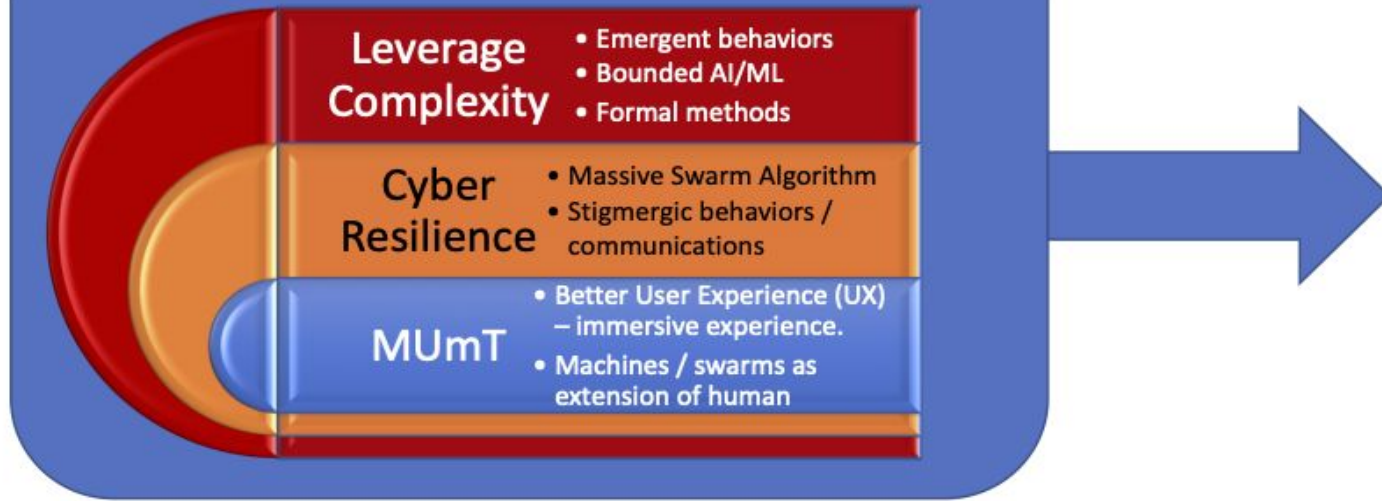 Leverage
Complexity
• Emergent behaviors
• Bounded AI/ML
• Formal methods
Cyber
Resilience
• Massive Swarm Algorithm
• Stigmergic behaviors /
communications
MUmT
• Better User Experience (UX)
– immersive experience.
• Machines / swarms as
extension of human